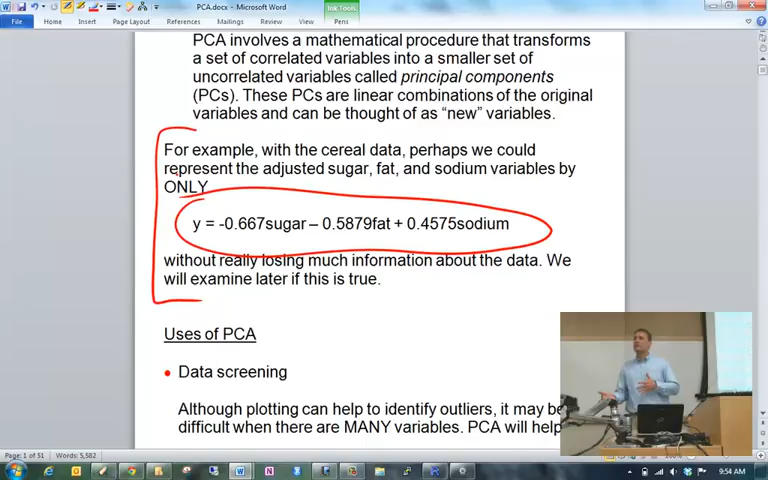 PCA.docx - Microsoft Word
Ink Tools
File Home Insert Page Layout References Mailings Review View Pens
PCA involves a mathematical procedure that transforms
a set of correlated variables into a smaller set of
uncorrelated variables called principal components
(PCs). These PCs are linear combinations of the original
variables and can be thought of as “new” variables.
For example, with the cereal data, perhaps we could
represent the adjusted sugar, fat, and sodium variables by
ONLY
y = -0.667sugar – 0.5879fat + 0.4575sodium
without really losing much information about the data. We
will examine later if this is true.
Uses of PCA
• Data screening
Although plotting can help to identify outliers, it may be
difficult when there are MANY variables. PCA will help
Page: 1 of 51 Words: 5,582
9:54 AM